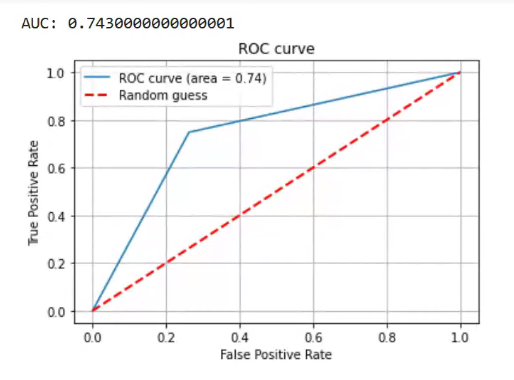 AUC: 0.7430000000000001
ROC curve
ROC curve (area = 0.74)
Random guess
True Positive Rate
1.0
0.8
0.6
0.4
0.2
0.0
0.0 0.2 0.4 0.6 0.8 1.0
False Positive Rate